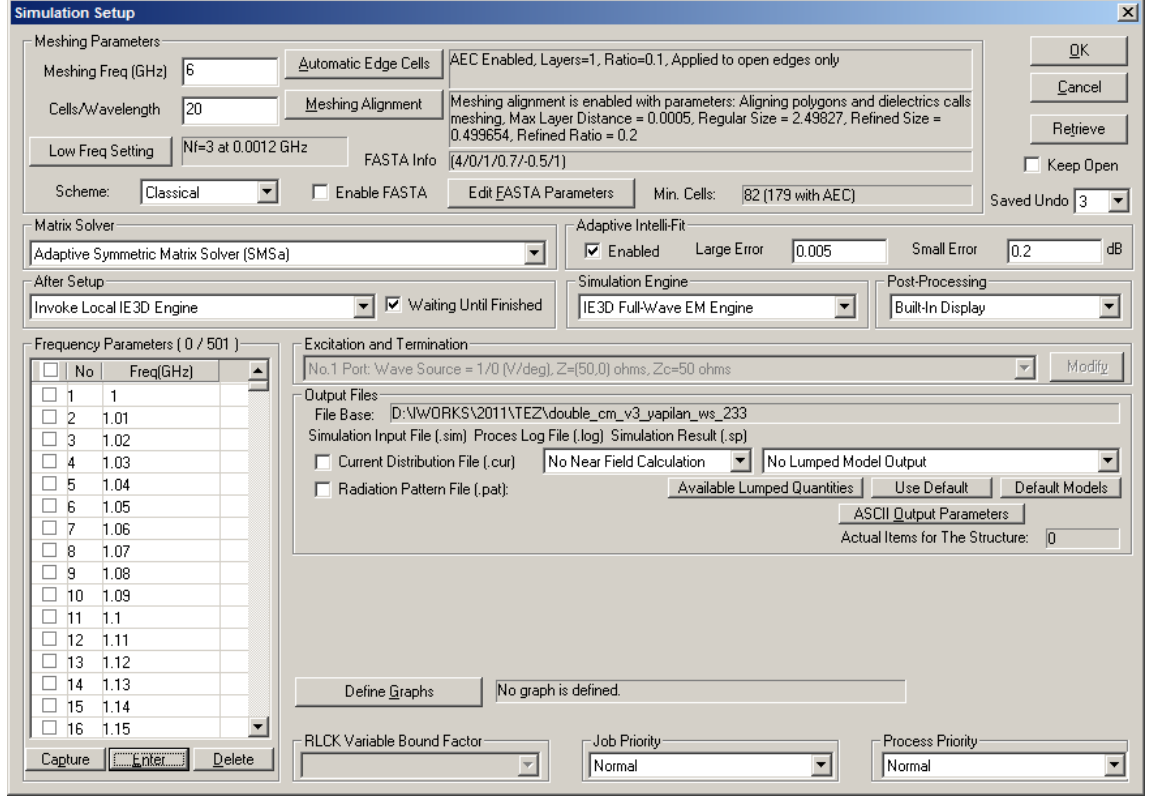 Simulation Setup
Meshing Parameters
Meshing Freq (GHz) 6
Automatic Edge Cells
AEC Enabled, Layers=1, Ratio=0.1, Applied to open edges only
OK
Cells/Wavelength 20
Meshing Alignment
Meshing alignment is enabled with parameters: Aligning polygons and dielectrics calls
meshing, Max Layer Distance = 0.0005, Regular Size = 2.49827, Refined Size =
0.499654, Refined Ratio = 0.2
Cancel
Retrieve
Low Freq Setting
Nf=3 at 0.0012 GHz
FASTA Info (4/0/1/0.7/-0.5/1)
Keep Open
Scheme: Classical
Enable FASTA
Edit FASTA Parameters
Min. Cells: 82 (179 with AEC)
Saved Undo 3
Matrix Solver
Adaptive Symmetric Matrix Solver (SMSa)
Adaptive Intelli-Fit
Enabled Large Error 0.005 Small Error 0.2 dB
After Setup
Invoke Local IE3D Engine
Waiting Until Finished
Simulation Engine
IE3D Full-Wave EM Engine
Post-Processing
Built-In Display
Frequency Parameters ( 0 / 501 )
No Freq(GHz)
1 1
2 1.01
3 1.02
4 1.03
5 1.04
6 1.05
7 1.06
8 1.07
9 1.08
10 1.09
11 1.1
12 1.11
13 1.12
14 1.13
15 1.14
16 1.15
Capture Enter Delete
Excitation and Termination
No.1 Port: Wave Source = 1/0 (V/deg), Z=(50,0) ohms, Zc=50 ohms
Modify
Output Files
File Base: D:\IWORKS\2011\TEZ\double_cm_v3_yapilan_ws_233
Simulation Input File (.sim) Proces Log File (.log) Simulation Result (.sp)
Current Distribution File (.cur)
No Near Field Calculation
No Lumped Model Output
Radiation Pattern File (.pat):
Available Lumped Quantities
Use Default
Default Models
ASCII Output Parameters
Actual Items for The Structure: 0
Define Graphs
No graph is defined.
RLCK Variable Bound Factor
Job Priority
Normal
Process Priority
Normal